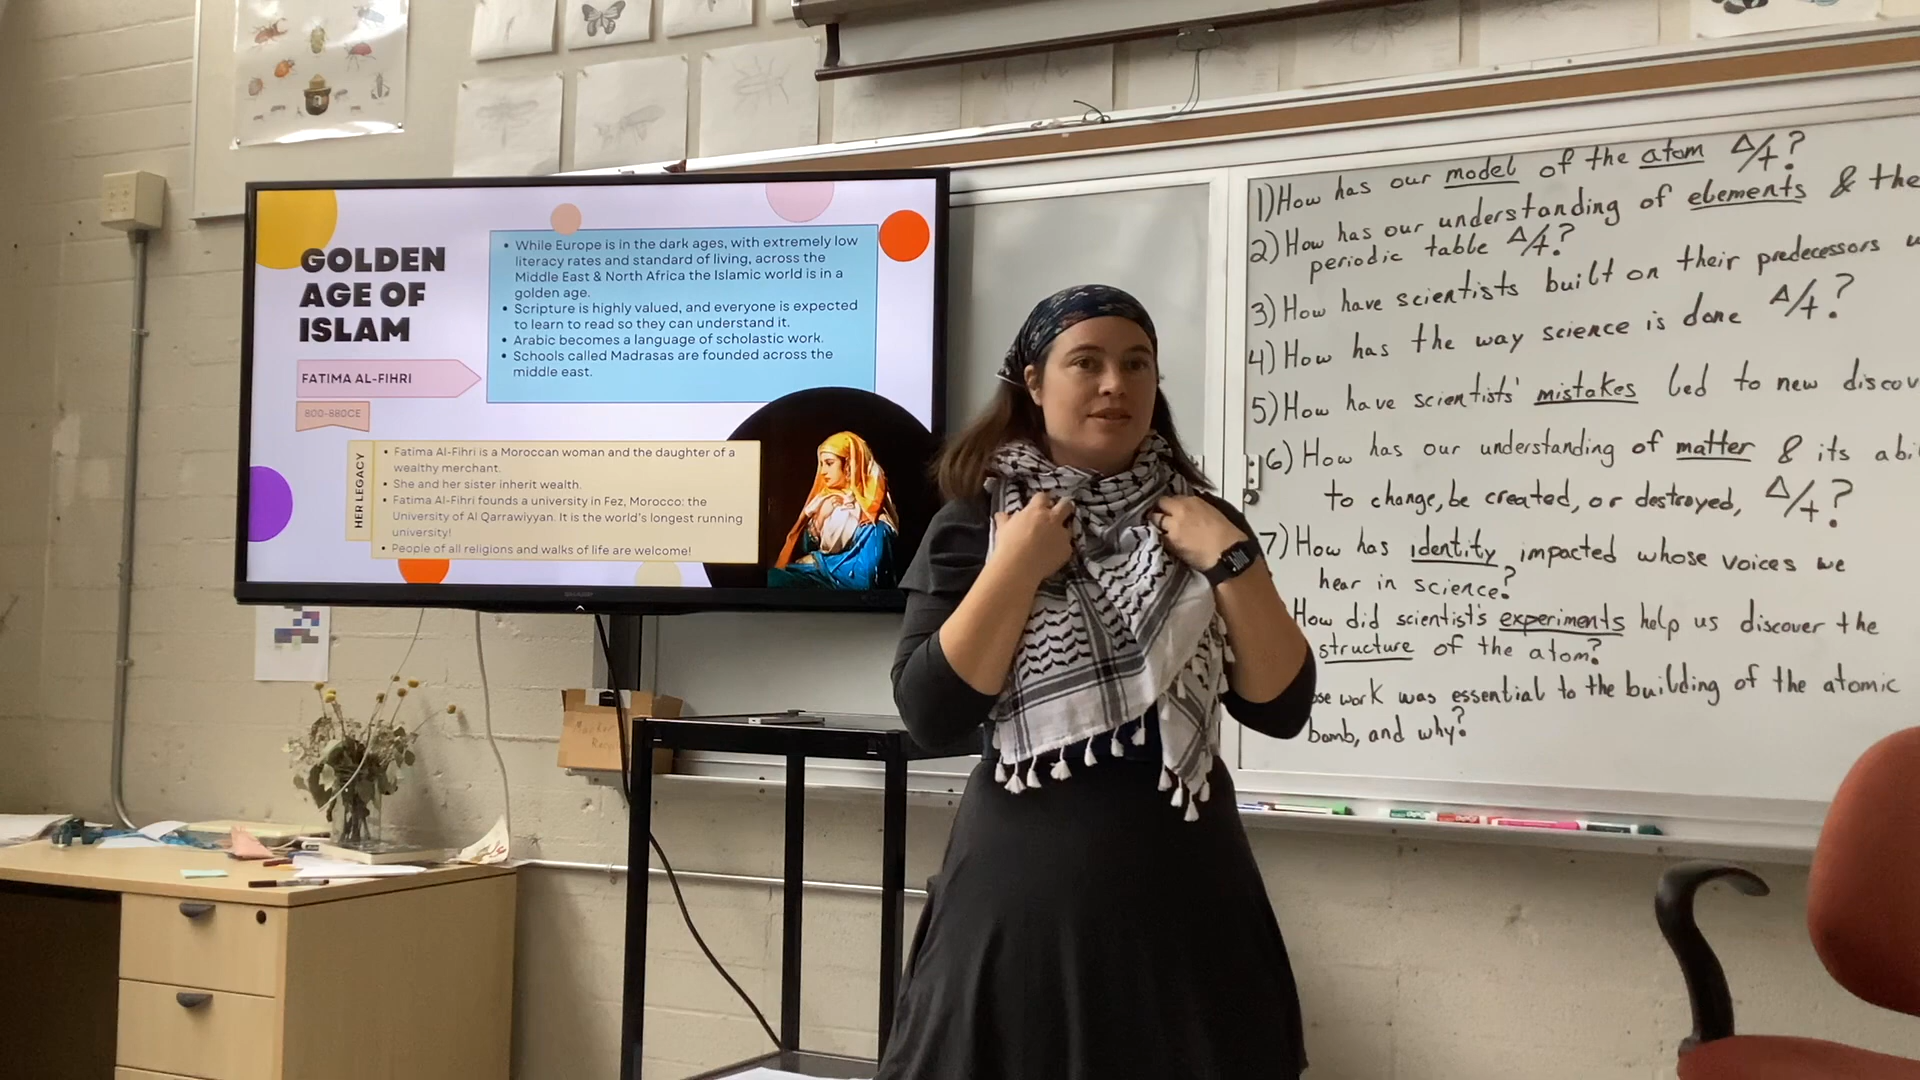 GOLDEN
AGE OF
ISLAM
FATIMA AL-FIHRI
800-880CE
• While Europe is in the dark ages, with extremely low
literacy rates and standard of living, across the
Middle East & North Africa the Islamic world is in a
golden age.
• Scripture is highly valued, and everyone is expected
to learn to read so they can understand it.
• Arabic becomes a language of scholastic work.
• Schools called Madrasas are founded across the
middle east.
HER LEGACY
• Fatima Al-Fihri is a Moroccan woman and the daughter of a
wealthy merchant.
• She and her sister inherit wealth.
• Fatima Al-Fihri founds a university in Fez, Morocco: the
University of Al Qarrawiyyan. It is the world's longest running
university!
• People of all religions and walks of life are welcome!
SHARP
1) How has our model of the atom Δ/t?
2) How has our understanding of elements & the
periodic table Δ/t?
3) How have scientists built on their predecessors
4) How has the way science is done Δ/t?
5) How have scientists' mistakes led to new
6) How has our understanding of matter & its
to change, be created, or destroyed, Δ/t?
7) How has identity impacted whose voices we
hear in science?
How did scientist's experiments help us discover the
structure of the atom?
work was essential to the building of the atomic
bomb, and why?